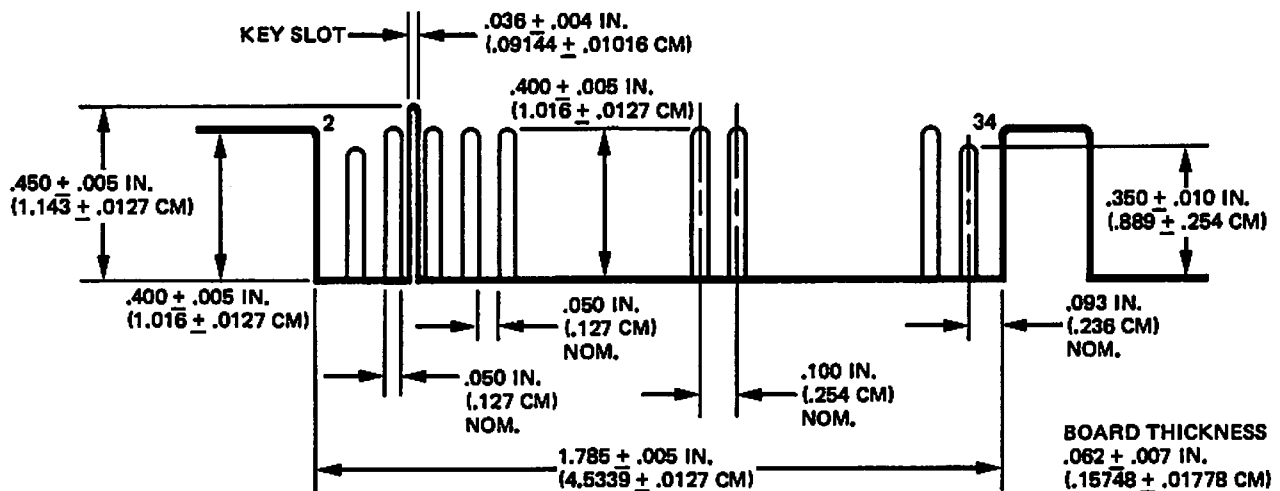 KEY SLOT
.036 ± .004 IN.
(.09144 ± .01016 CM)
.400 ± .005 IN.
(1.016 ± .0127 CM)
2
34
.450 ± .005 IN.
(1.143 ± .0127 CM)
.350 ± .010 IN.
(.889 ± .254 CM)
.400 ± .005 IN.
(1.016 ± .0127 CM)
.050 IN.
(.127 CM)
NOM.
.093 IN.
(.236 CM)
NOM.
.050 IN.
(.127 CM)
NOM.
.100 IN.
(.254 CM)
NOM.
1.785 ± .005 IN.
(4.5339 ± .0127 CM)
BOARD THICKNESS
.062 ± .007 IN.
(.15748 ± .01778 CM)